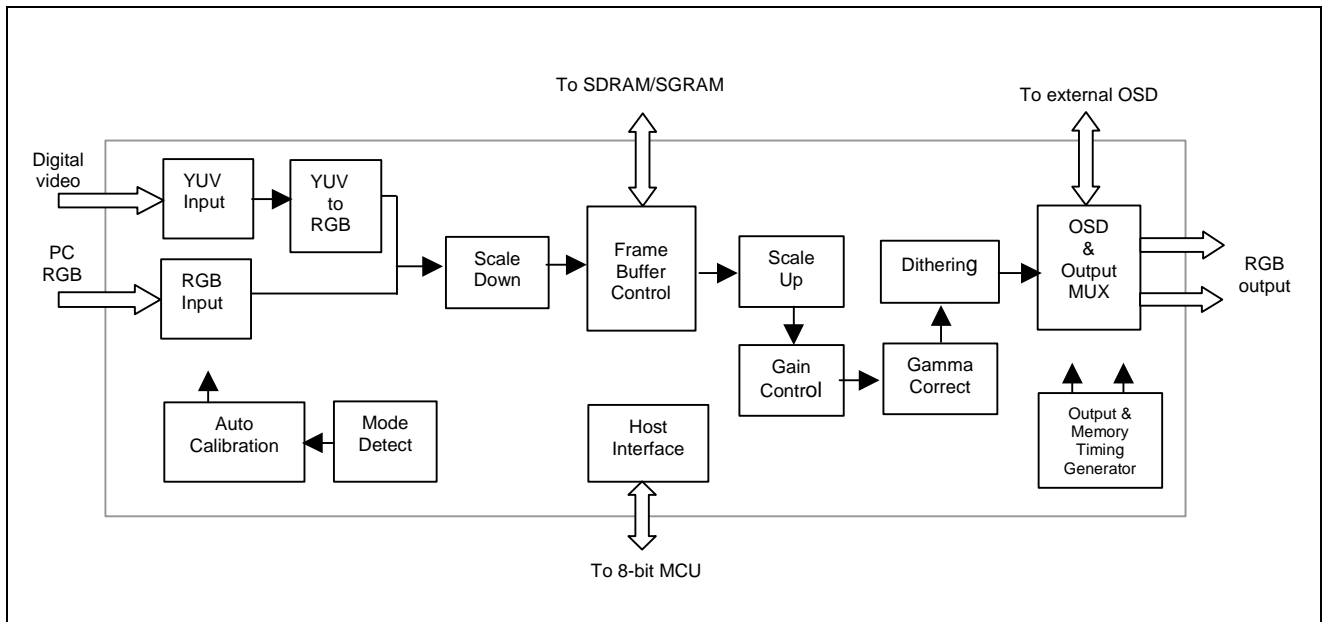 To SDRAM/SGRAM
To external OSD
Digital
video
YUV
Input
YUV
to
RGB
PC
RGB
RGB
Input
Scale
Down
Frame
Buffer
Control
Scale
Up
Dithering
OSD
&
Output
MUX
RGB
output
Gain
Control
Gamma
Correct
Auto
Calibration
Mode
Detect
Host
Interface
Output &
Memory
Timing
Generator
To 8-bit MCU